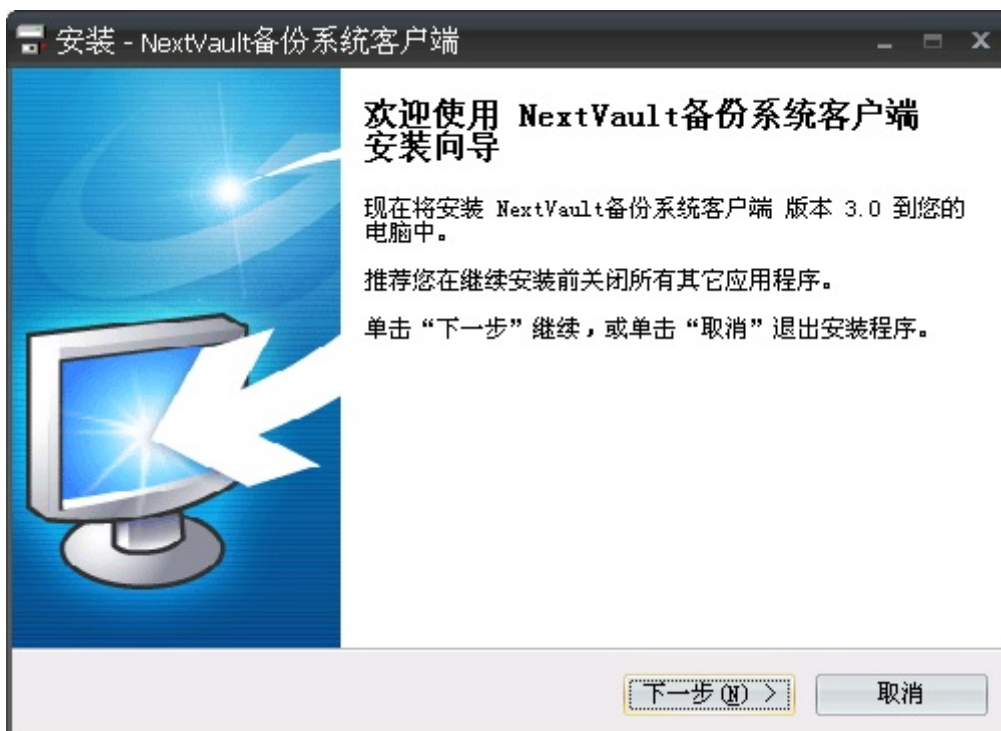 安装 - NextVault备份系统客户端
欢迎使用 NextVault备份系统客户端
安装向导
现在将安装 NextVault备份系统客户端 版本 3.0 到您的
电脑中。
推荐您在继续安装前关闭所有其它应用程序。
单击“下一步”继续，或单击“取消”退出安装程序。
下一步(N) >
取消